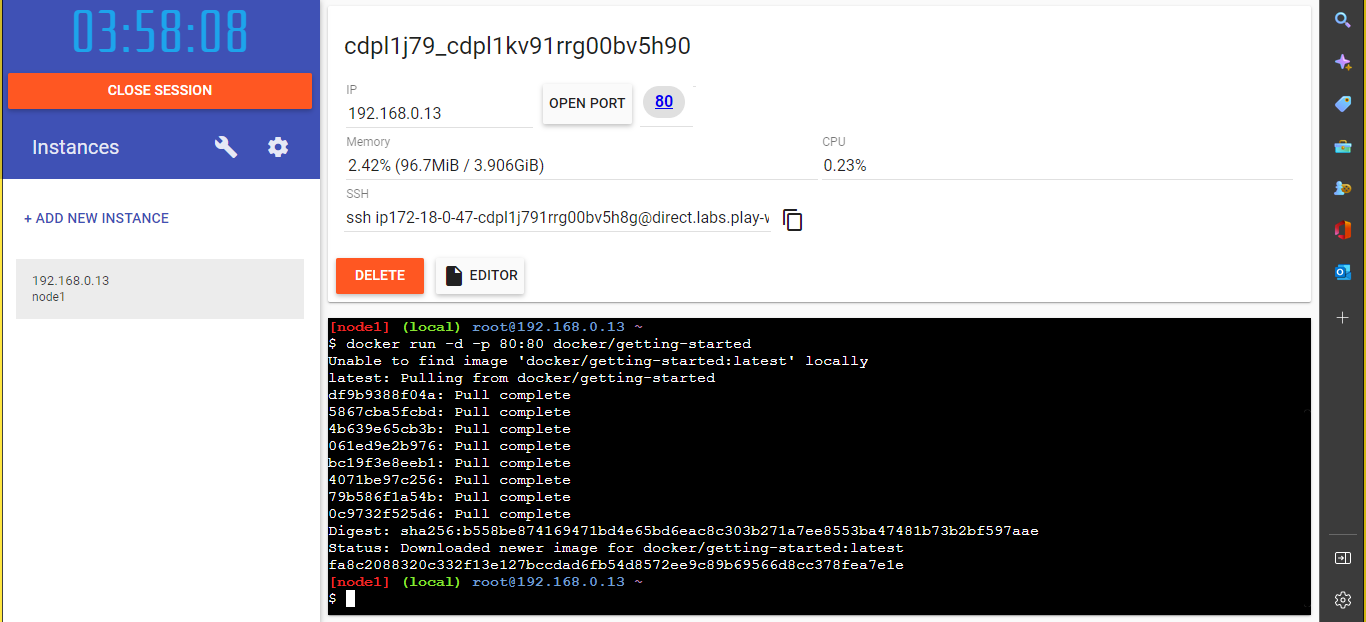 03:58:08
CLOSE SESSION
Instances
+ ADD NEW INSTANCE
192.168.0.13
node1
cdpl1j79_cdpl1kv91rrg00bv5h90
IP
192.168.0.13
OPEN PORT
80
Memory
2.42% (96.7MiB / 3.906GiB)
CPU
0.23%
SSH
ssh ip172-18-0-47-cdpl1j791rrg00bv5h8g@direct.labs.play-w
DELETE
EDITOR
[node1] (local) root@192.168.0.13 ~
$ docker run -d -p 80:80 docker/getting-started
Unable to find image 'docker/getting-started:latest' locally
latest: Pulling from docker/getting-started
df9b9388f04a: Pull complete
5867cba5fcbd: Pull complete
4b639e65cb3b: Pull complete
061ed9e2b976: Pull complete
bc19f3e8eeb1: Pull complete
4071be97c256: Pull complete
79b586f1a54b: Pull complete
0c9732f525d6: Pull complete
Digest: sha256:b558be874169471bd4e65bd6eac8c303b271a7ee8553ba47481b73b2bf597aae
Status: Downloaded newer image for docker/getting-started:latest
fa8c2088320c332f13e127bccdad6fb54d8572ee9c89b69566d8cc378fea7e1e
[node1] (local) root@192.168.0.13 ~
$